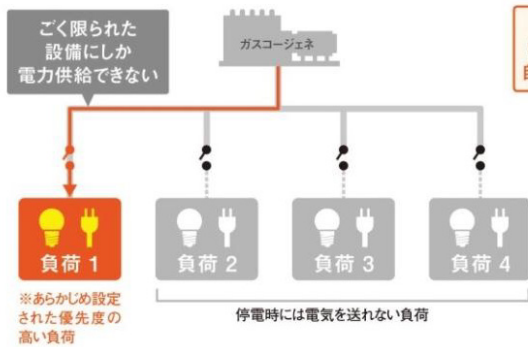 ごく限られた
設備にしか
電力供給できない
ガスコージェネ
負荷 1
負荷 2
負荷 3
負荷 4
※あらかじめ設定
された優先度の
高い負荷
停電時には電気を送れない負荷